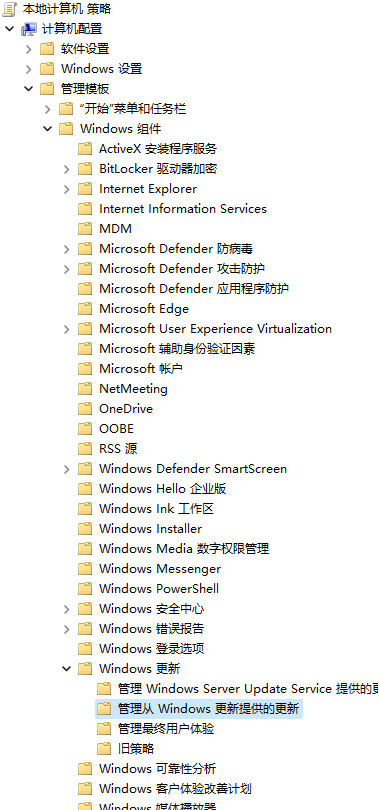 本地计算机 策略
计算机配置
软件设置
Windows 设置
管理模板
“开始”菜单和任务栏
Windows 组件
ActiveX 安装程序服务
BitLocker 驱动器加密
Internet Explorer
Internet Information Services
MDM
Microsoft Defender 防病毒
Microsoft Defender 攻击防护
Microsoft Defender 应用程序防护
Microsoft Edge
Microsoft User Experience Virtualization
Microsoft 辅助身份验证因素
Microsoft 帐户
NetMeeting
OneDrive
OOBE
RSS 源
Windows Defender SmartScreen
Windows Hello 企业版
Windows Ink 工作区
Windows Installer
Windows Media 数字权限管理
Windows Messenger
Windows PowerShell
Windows 安全中心
Windows 错误报告
Windows 登录选项
Windows 更新
管理 Windows Server Update Service 提供的更
管理从 Windows 更新提供的更新
管理最终用户体验
旧策略
Windows 可靠性分析
Windows 客户体验改善计划
Windows 媒体播放器